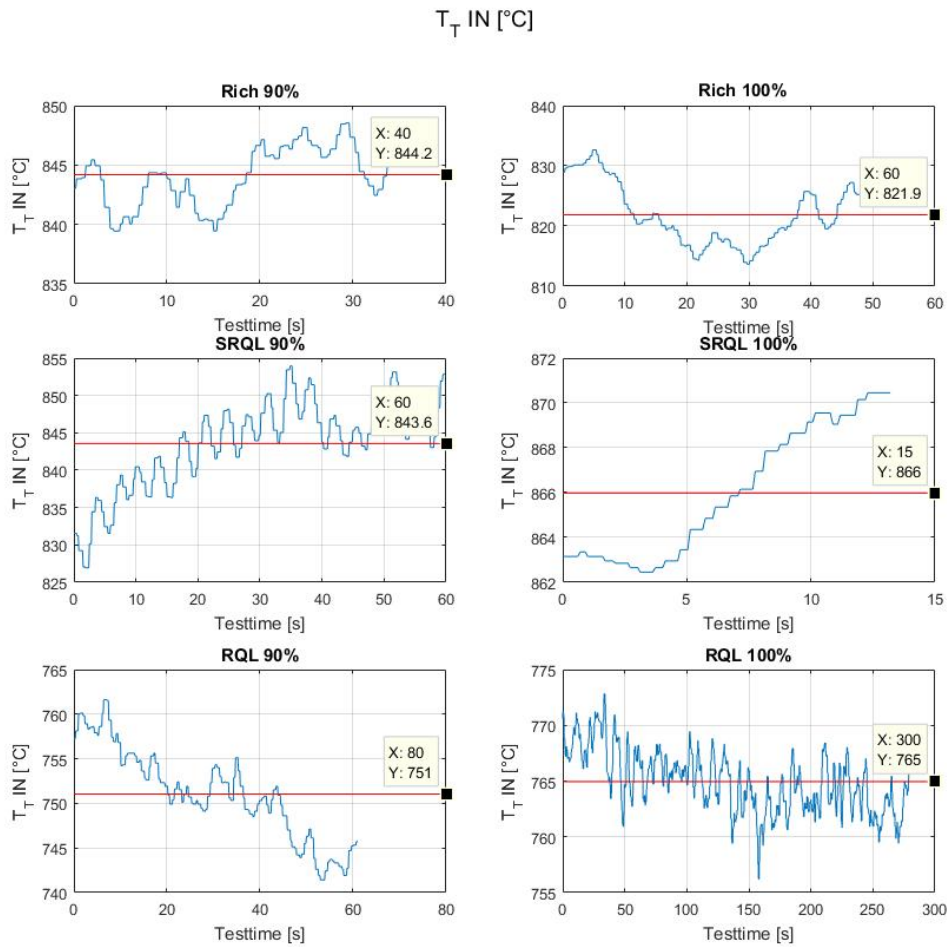 T_T IN [°C]
Rich 90%
850
845
840
835
T_T IN [°C]
X: 40
Y: 844.2
0 10 20 30 40
Testtime [s]
Rich 100%
840
830
820
810
T_T IN [°C]
X: 60
Y: 821.9
0 10 20 30 40 50 60
Testtime [s]
SRQL 90%
855
850
845
840
835
830
825
T_T IN [°C]
X: 60
Y: 843.6
0 10 20 30 40 50 60
Testtime [s]
SRQL 100%
872
870
868
866
864
862
T_T IN [°C]
X: 15
Y: 866
0 5 10 15
Testtime [s]
RQL 90%
765
760
755
750
745
740
T_T IN [°C]
X: 80
Y: 751
0 20 40 60 80
Testtime [s]
RQL 100%
775
770
765
760
755
T_T IN [°C]
X: 300
Y: 765
0 50 100 150 200 250 300
Testtime [s]